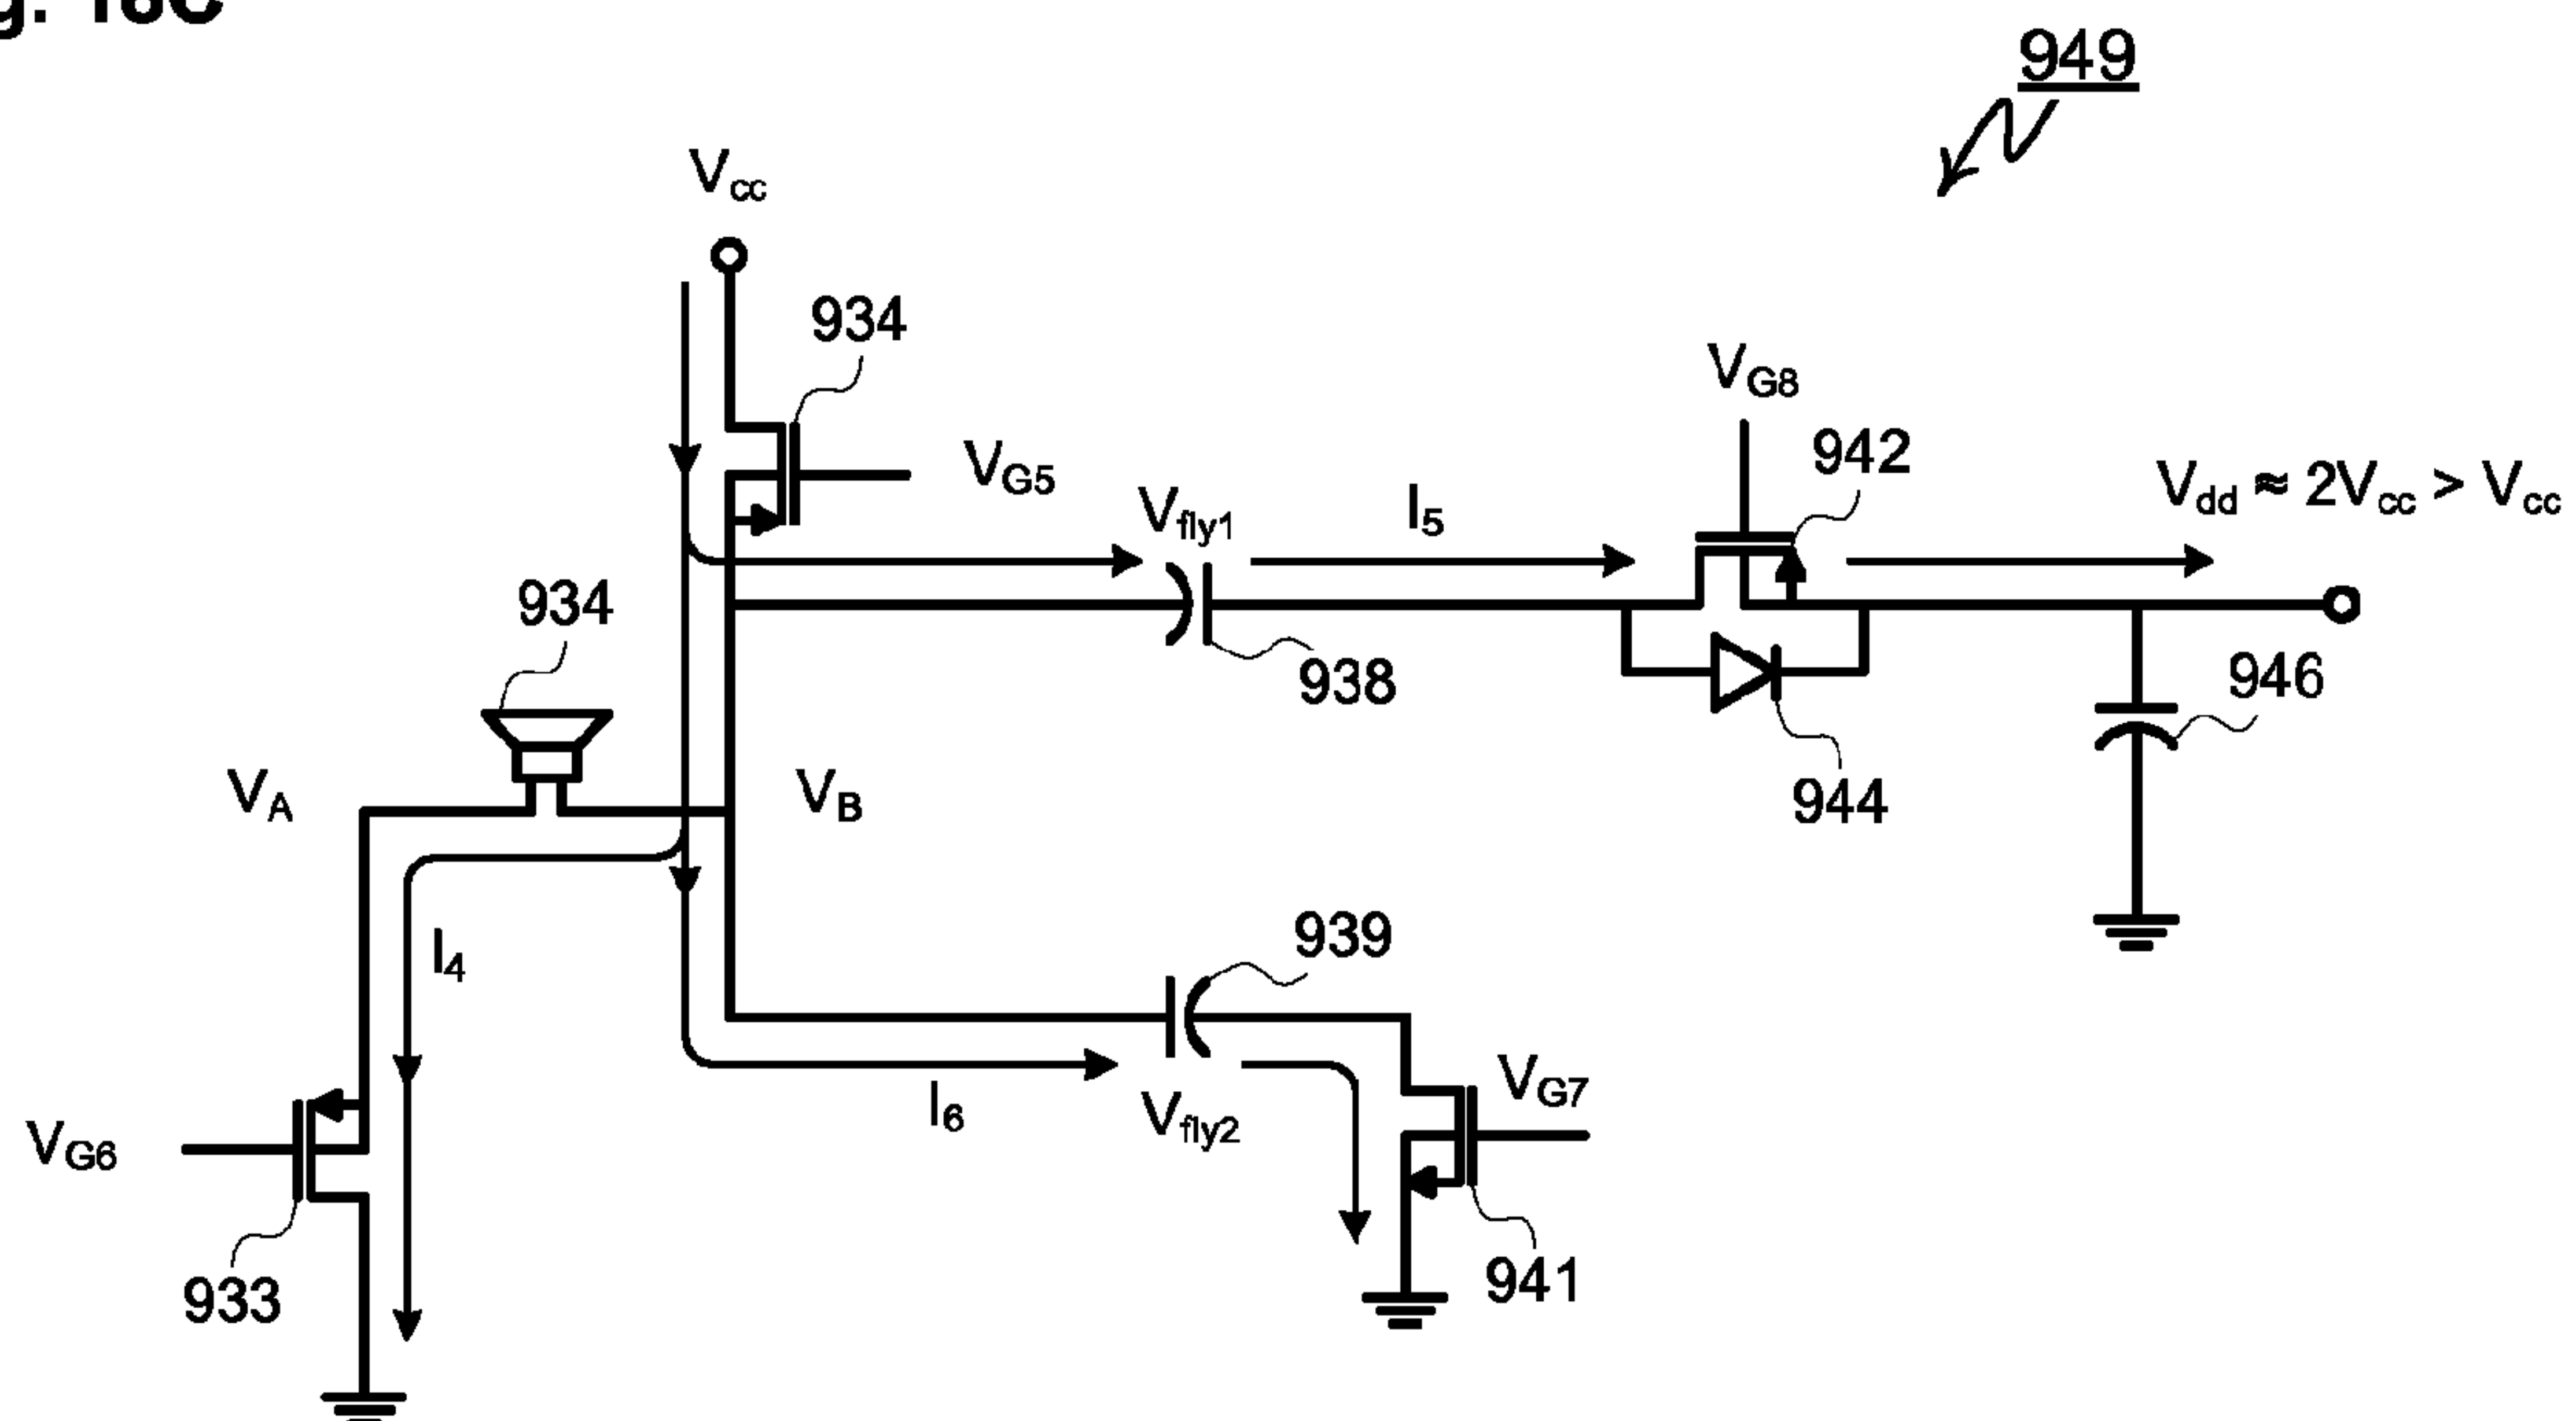 g. 18C
949
Vcc
934
VG5
Vfly1
I5
VG8
942
Vdd ≈ 2Vcc > Vcc
934
938
944
946
VA
VB
I4
939
I6
Vfly2
VG7
VG6
933
941